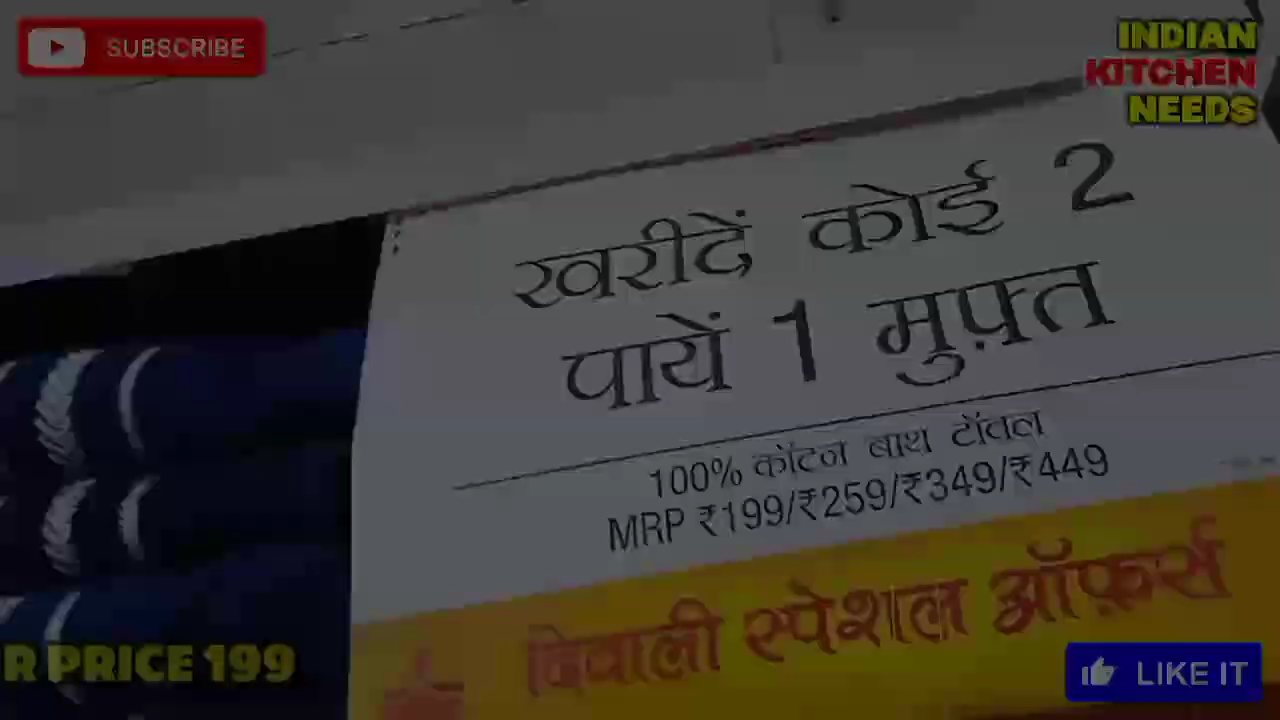 SUBSCRIBE
INDIAN
KITCHEN
NEEDS
खरीदें कोई 2
पायें 1 मुफ़्त
100% कॉटन बाथ टॉवल
MRP ₹199/₹259/₹349/₹449
दिवाली स्पेशल ऑफ़र्स
R PRICE 199
LIKE IT